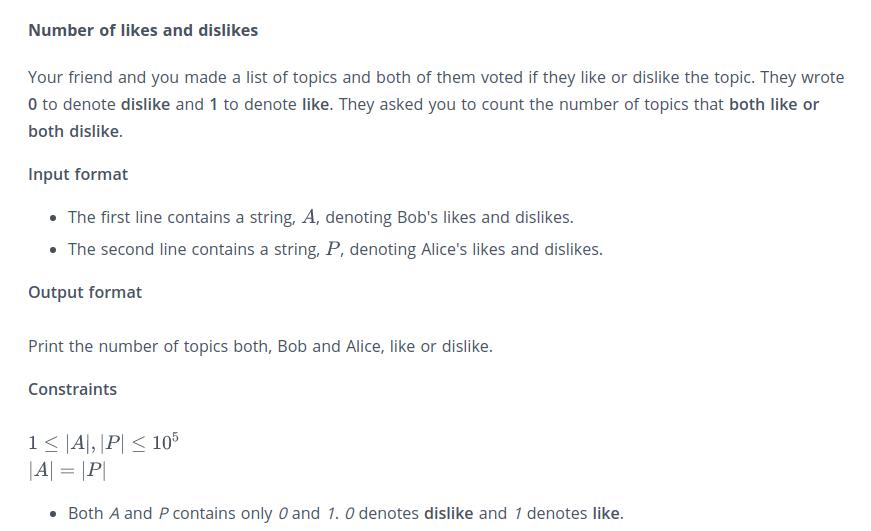 Number of likes and dislikes
Your friend and you made a list of topics and both of them voted if they like or dislike the topic. They wrote
0 to denote dislike and 1 to denote like. They asked you to count the number of topics that both like or
both dislike.
Input format
• The first line contains a string, A, denoting Bob's likes and dislikes.
• The second line contains a string, P, denoting Alice's likes and dislikes.
Output format
Print the number of topics both, Bob and Alice, like or dislike.
Constraints
1 ≤ |A|, |P| ≤ 10⁵
|A| = |P|
• Both A and P contains only 0 and 1. 0 denotes dislike and 1 denotes like.